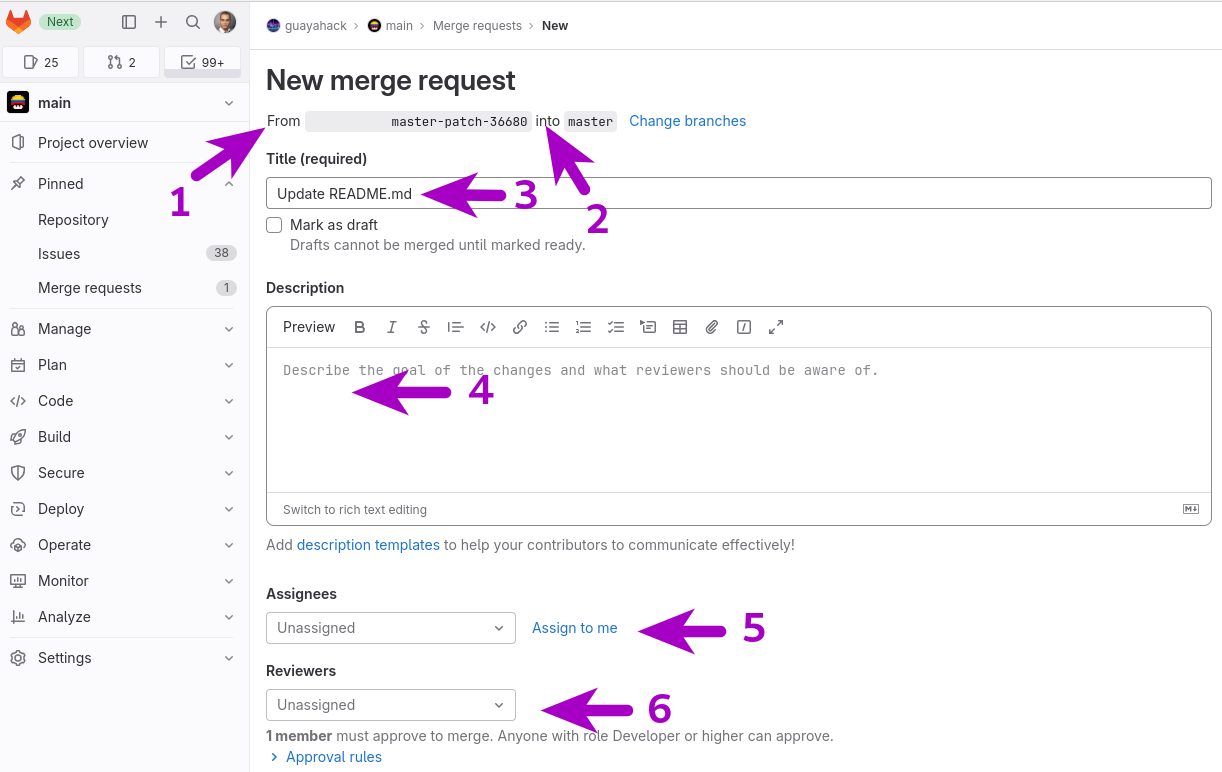 Next
25
2
99+
main
Project overview
Pinned
Repository
Issues 38
Merge requests 1
Manage
Plan
Code
Build
Secure
Deploy
Operate
Monitor
Analyze
Settings
guayahack › main › Merge requests › New
New merge request
From master-patch-36680 into master Change branches
1
2
Title (required)
Update README.md
3
Mark as draft
Drafts cannot be merged until marked ready.
Description
Preview
Describe the goal of the changes and what reviewers should be aware of.
4
Switch to rich text editing
Add description templates to help your contributors to communicate effectively!
Assignees
Unassigned
Assign to me
5
Reviewers
Unassigned
6
1 member must approve to merge. Anyone with role Developer or higher can approve.
Approval rules